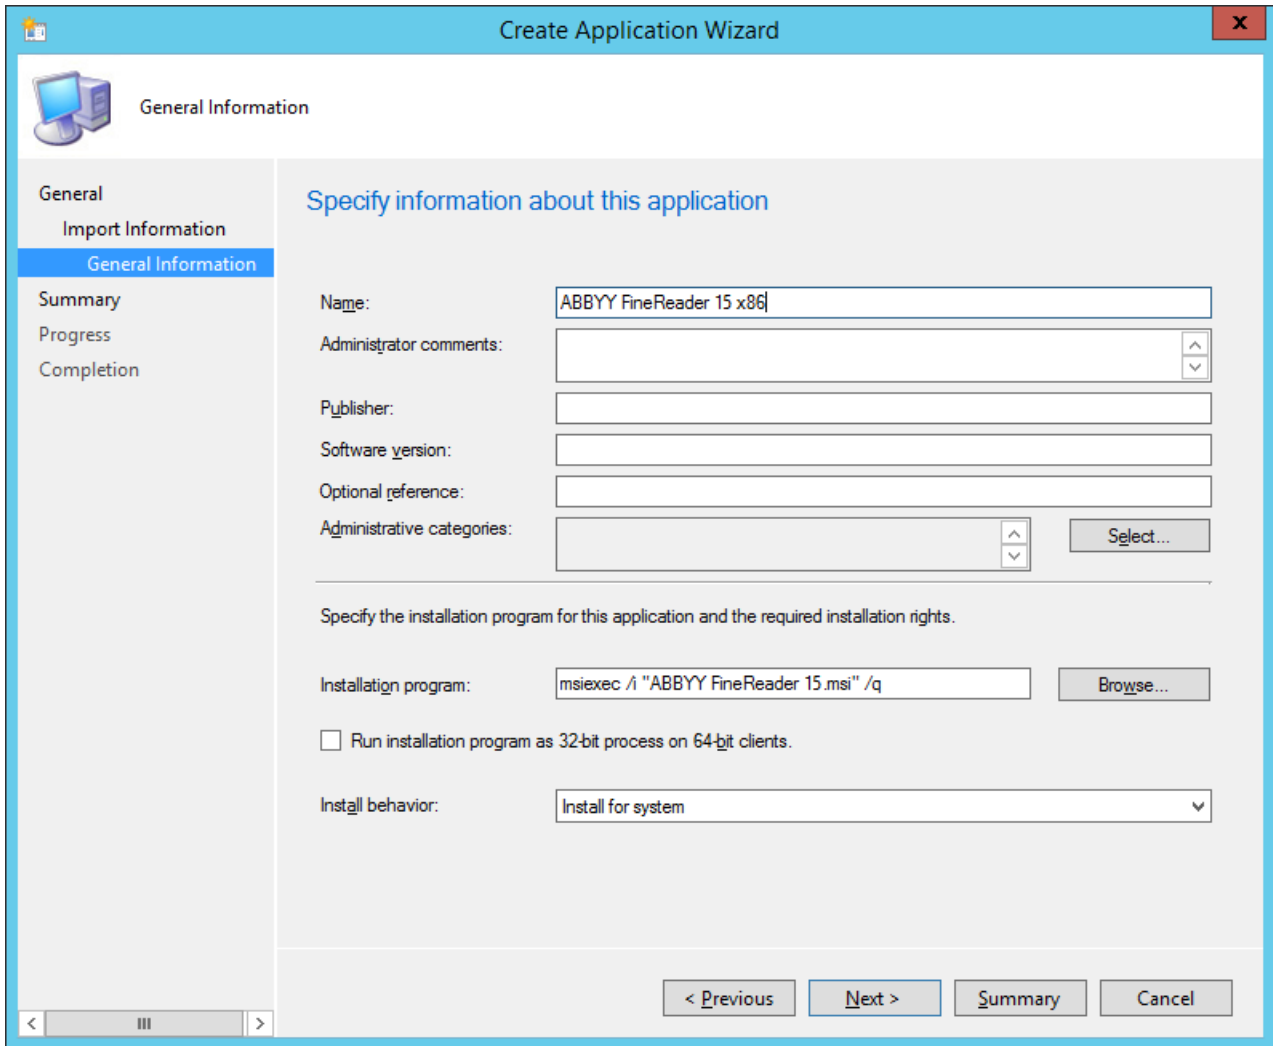 Create Application Wizard
x
General Information
General
Import Information
General Information
Summary
Progress
Completion
Specify information about this application
Name:
ABBYY FineReader 15 x86
Administrator comments:
Publisher:
Software version:
Optional reference:
Administrative categories:
Select...
Specify the installation program for this application and the required installation rights.
Installation program:
msiexec /i "ABBYY FineReader 15.msi" /q
Browse...
Run installation program as 32-bit process on 64-bit clients.
Install behavior:
Install for system
< Previous
Next >
Summary
Cancel